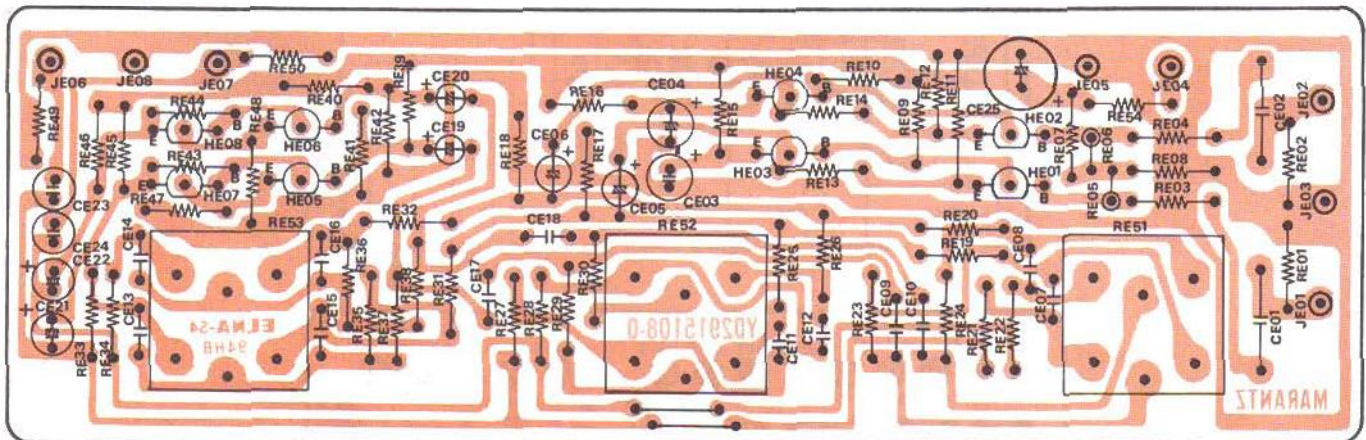 JE06
JE08
JE07
RE50
RE40
RE39
CE20
RE16
CE04
RE15
HE04
RE10
RE14
RE09
RE12
RE11
CE25
HE02
JE05
JE04
RE54
CE02
JE02
RE49
RE46
RE45
RE44
E
B
HE08
RE48
E
B
HE06
RE41
RE42
CE19
RE18
CE06
RE17
E
B
RE07
RE06
RE04
RE02
RE43
E
B
HE07
RE47
E
B
HE05
CE05
CE03
E
B
HE03
RE13
E
B
HE01
RE05
RE08
RE03
JE03
CE23
CE24
CE22
CE14
RE53
CE16
RE36
RE32
CE18
RE52
RE20
RE19
CE08
RE51
RE01
CE13
CE15
RE35
RE37
RE38
RE31
CE17
RE27
RE28
RE29
RE30
RE25
RE26
RE23
CE09
CE10
RE24
RE21
RE22
CE07
CE01
JE01
RE33
RE34
ELNA-54
94HB
YD2915108-0
CE11
CE12
MARANTZ